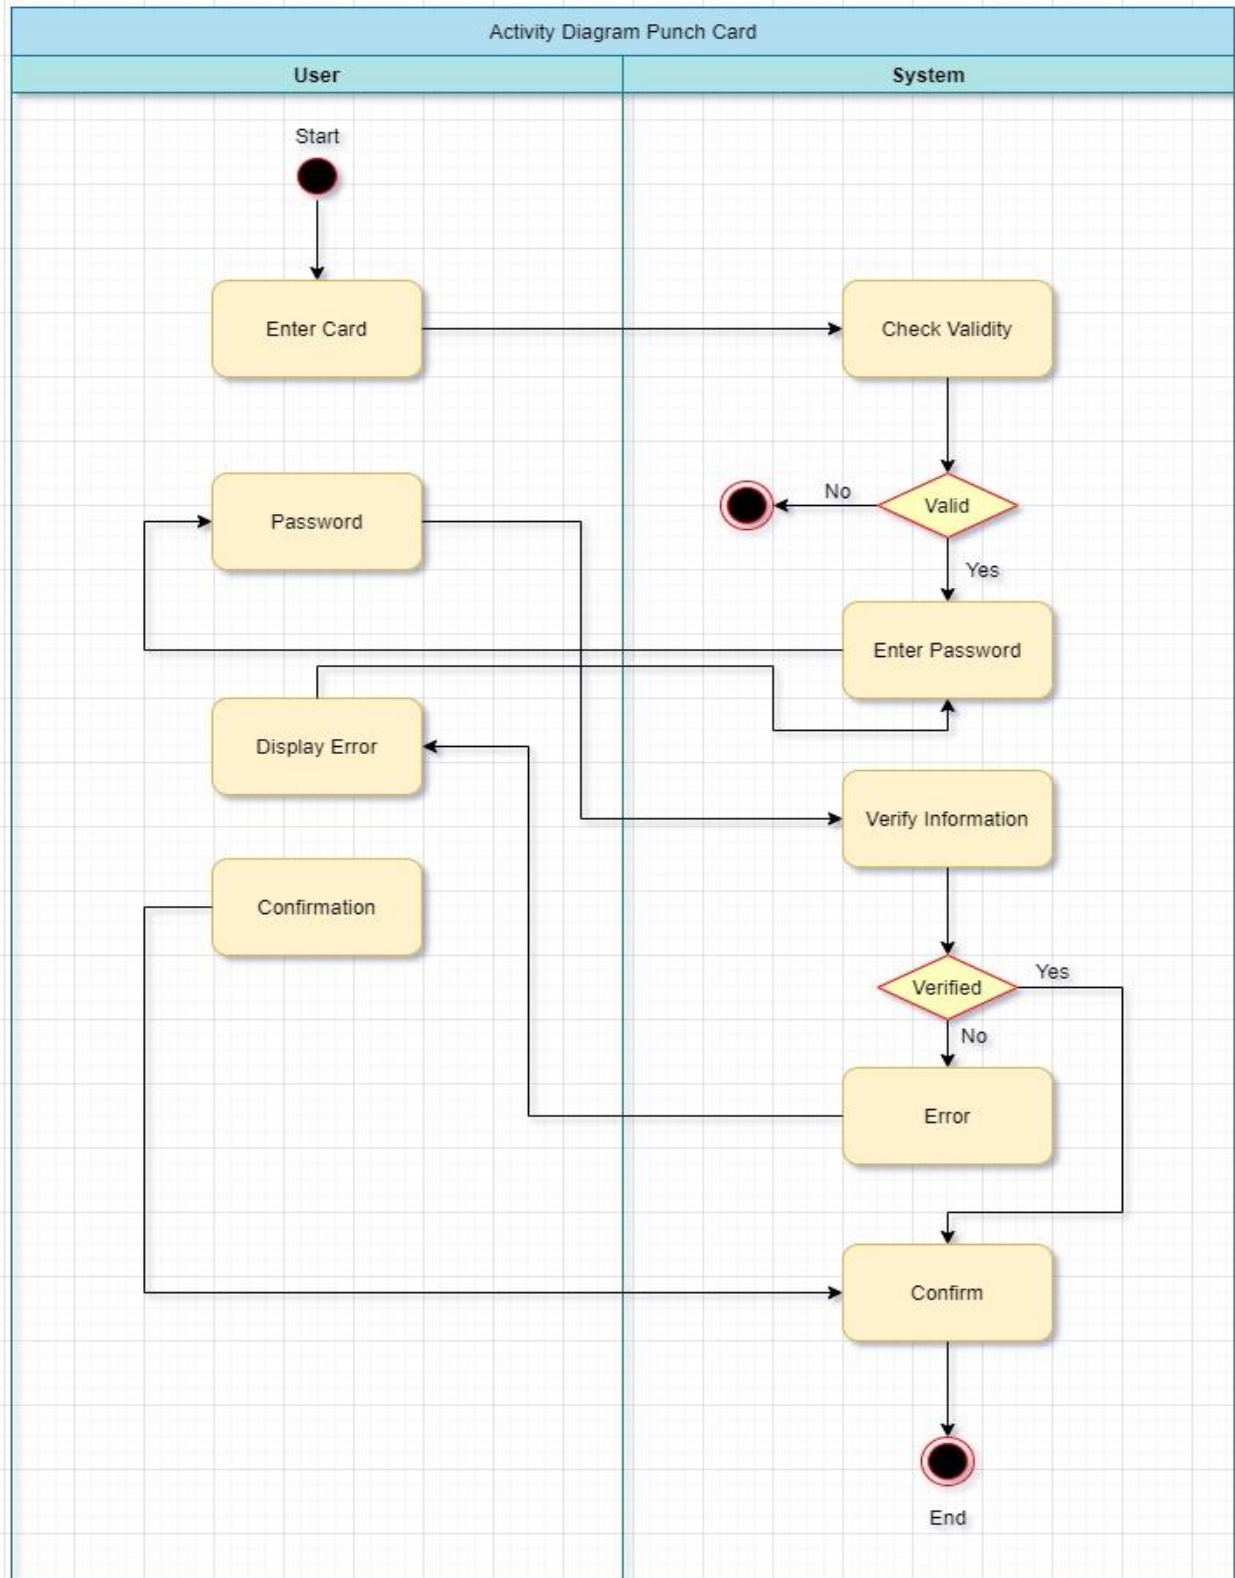 Activity Diagram Punch Card
User
System
Start
Enter Card
Check Validity
Password
No
Valid
Yes
Enter Password
Display Error
Verify Information
Confirmation
Verified
Yes
No
Error
Confirm
End